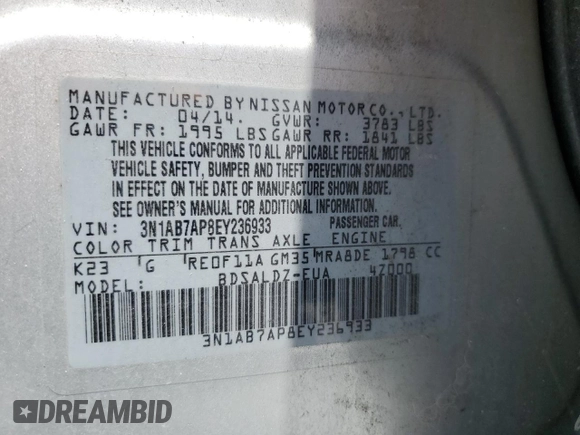 MANUFACTURED BY NISSAN MOTOR CO., LTD.
DATE: 04/14. GVWR: 3783 LBS
GAWR FR: 1995 LBS GAWR RR: 1841 LBS
THIS VEHICLE CONFORMS TO ALL APPLICABLE FEDERAL MOTOR
VEHICLE SAFETY, BUMPER AND THEFT PREVENTION STANDARDS
IN EFFECT ON THE DATE OF MANUFACTURE SHOWN ABOVE.
SEE OWNER'S MANUAL FOR ADDITIONAL INFORMATION.
VIN: 3N1AB7AP8EY236933 PASSENGER CAR.
COLOR TRIM TRANS AXLE ENGINE
K23 G RE0F11A GM35 MRA8DE 1798 CC
MODEL: BDSALDZ-EUA 4Z000
3N1AB7AP8EY236933
DREAMBID